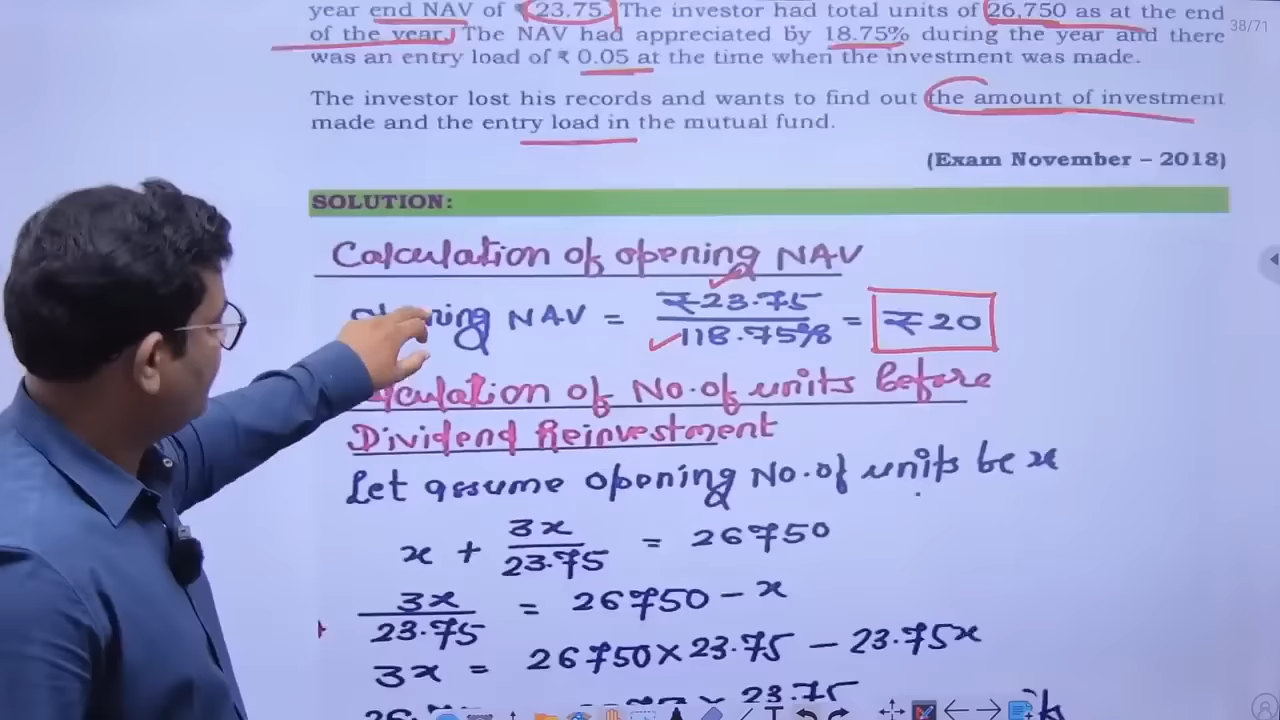 year end NAV of ₹ 23.75. The investor had total units of 26,750 as at the end
38/71
of the year. The NAV had appreciated by 18.75% during the year and there
was an entry load of ₹ 0.05 at the time when the investment was made.
The investor lost his records and wants to find out the amount of investment
made and the entry load in the mutual fund.
(Exam November – 2018)
SOLUTION:
Calculation of opening NAV
NAV = ₹23.75 / 118.75% = ₹20
Calculation of No. of units before
Dividend Reinvestment
Let assume opening No. of units be x
x + 3x / 23.75 = 26750
3x / 23.75 = 26750 - x
3x = 26750 × 23.75 - 23.75x
× 23.75